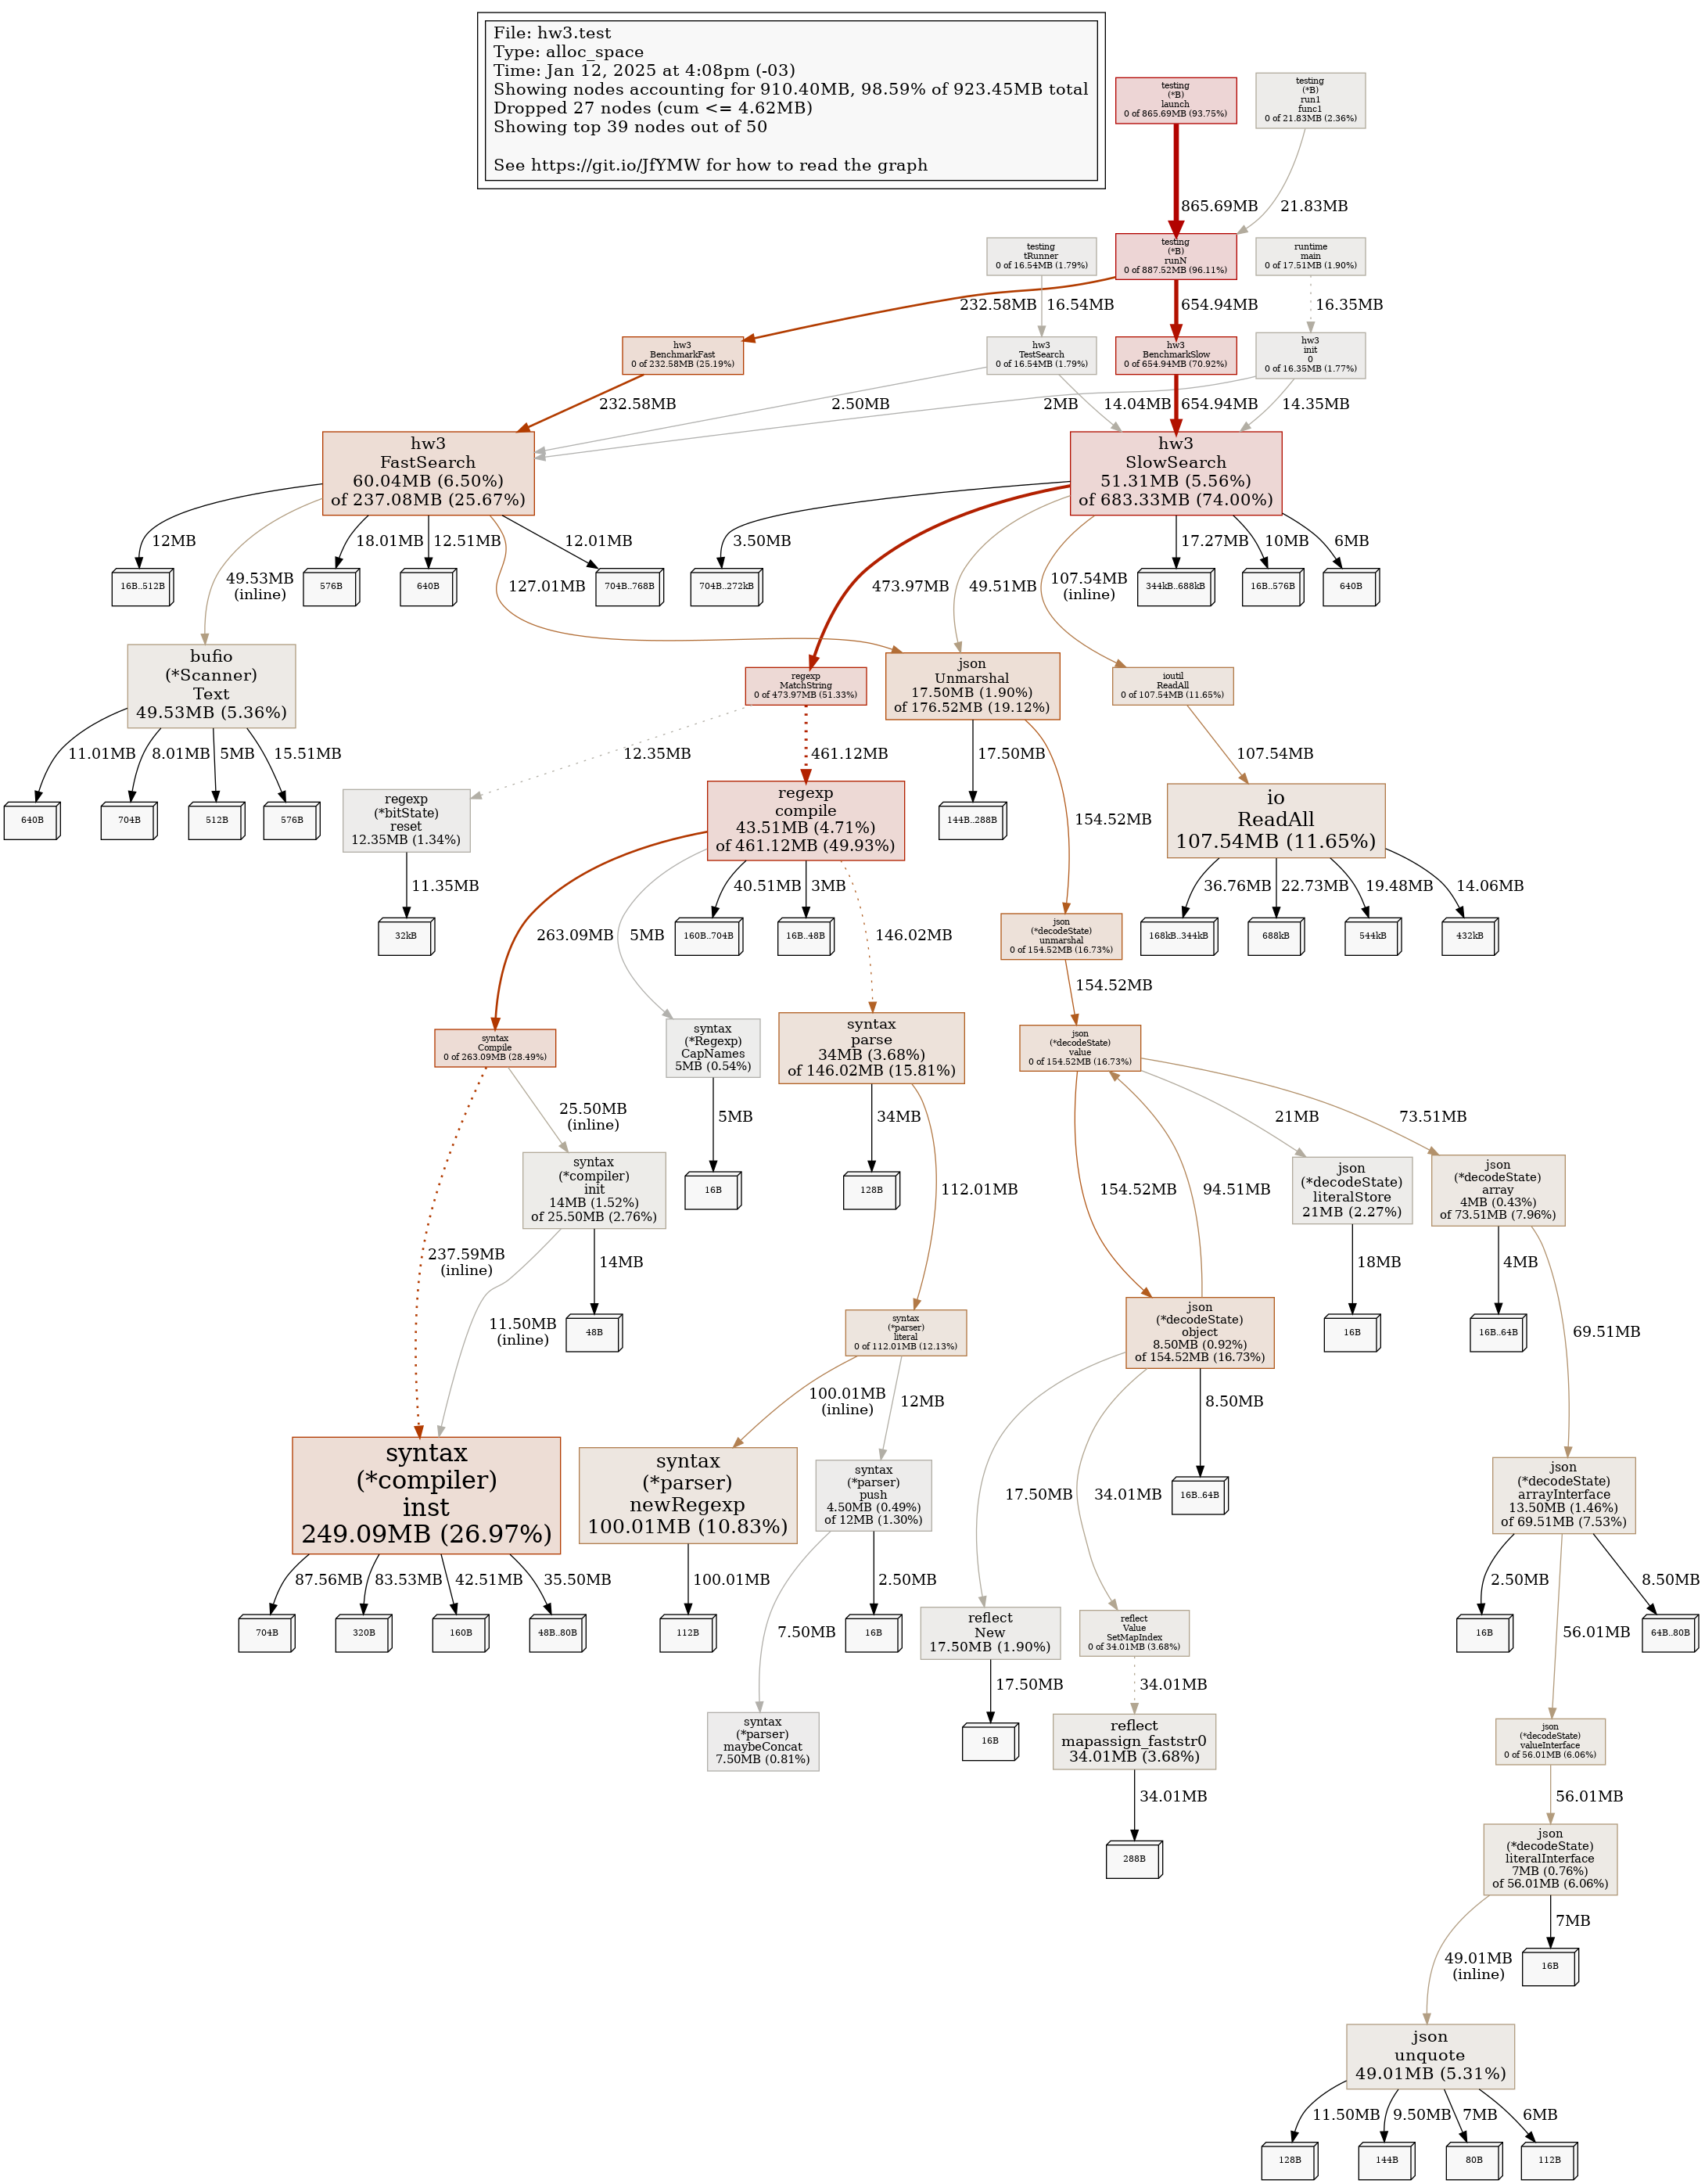 File: hw3.test
Type: alloc_space
Time: Jan 12, 2025 at 4:08pm (-03)
Showing nodes accounting for 910.40MB, 98.59% of 923.45MB total
Dropped 27 nodes (cum <= 4.62MB)
Showing top 39 nodes out of 50
See https://git.io/JfYMW for how to read the graph
testing
(*B)
launch
0 of 865.69MB (93.75%)
testing
(*B)
run1
func1
0 of 21.83MB (2.36%)
865.69MB
21.83MB
testing
tRunner
0 of 16.54MB (1.79%)
testing
(*B)
runN
0 of 887.52MB (96.11%)
runtime
main
0 of 17.51MB (1.90%)
232.58MB
16.54MB
654.94MB
16.35MB
hw3
BenchmarkFast
0 of 232.58MB (25.19%)
hw3
TestSearch
0 of 16.54MB (1.79%)
hw3
BenchmarkSlow
0 of 654.94MB (70.92%)
hw3
init
0
0 of 16.35MB (1.77%)
232.58MB
2.50MB
2MB
14.04MB
654.94MB
14.35MB
hw3
FastSearch
60.04MB (6.50%)
of 237.08MB (25.67%)
hw3
SlowSearch
51.31MB (5.56%)
of 683.33MB (74.00%)
12MB
49.53MB
(inline)
18.01MB
12.51MB
12.01MB
127.01MB
3.50MB
473.97MB
49.51MB
107.54MB
(inline)
17.27MB
10MB
6MB
16B..512B
576B
640B
704B..768B
704B..272kB
344kB..688kB
16B..576B
640B
bufio
(*Scanner)
Text
49.53MB (5.36%)
regexp
MatchString
0 of 473.97MB (51.33%)
json
Unmarshal
17.50MB (1.90%)
of 176.52MB (19.12%)
ioutil
ReadAll
0 of 107.54MB (11.65%)
11.01MB
8.01MB
5MB
15.51MB
12.35MB
461.12MB
17.50MB
154.52MB
107.54MB
640B
704B
512B
576B
regexp
(*bitState)
reset
12.35MB (1.34%)
regexp
compile
43.51MB (4.71%)
of 461.12MB (49.93%)
144B..288B
io
ReadAll
107.54MB (11.65%)
11.35MB
263.09MB
5MB
40.51MB
3MB
146.02MB
36.76MB
22.73MB
19.48MB
14.06MB
32kB
160B..704B
16B..48B
json
(*decodeState)
unmarshal
0 of 154.52MB (16.73%)
168kB..344kB
688kB
544kB
432kB
154.52MB
syntax
Compile
0 of 263.09MB (28.49%)
syntax
(*Regexp)
CapNames
5MB (0.54%)
syntax
parse
34MB (3.68%)
of 146.02MB (15.81%)
json
(*decodeState)
value
0 of 154.52MB (16.73%)
25.50MB
(inline)
5MB
34MB
21MB
73.51MB
syntax
(*compiler)
init
14MB (1.52%)
of 25.50MB (2.76%)
16B
128B
112.01MB
154.52MB
94.51MB
json
(*decodeState)
literalStore
21MB (2.27%)
json
(*decodeState)
array
4MB (0.43%)
of 73.51MB (7.96%)
237.59MB
(inline)
11.50MB
(inline)
14MB
18MB
4MB
48B
syntax
(*parser)
literal
0 of 112.01MB (12.13%)
json
(*decodeState)
object
8.50MB (0.92%)
of 154.52MB (16.73%)
16B
16B..64B
69.51MB
100.01MB
(inline)
12MB
8.50MB
syntax
(*compiler)
inst
249.09MB (26.97%)
syntax
(*parser)
newRegexp
100.01MB (10.83%)
syntax
(*parser)
push
4.50MB (0.49%)
of 12MB (1.30%)
17.50MB
34.01MB
16B..64B
json
(*decodeState)
arrayInterface
13.50MB (1.46%)
of 69.51MB (7.53%)
87.56MB
83.53MB
42.51MB
35.50MB
100.01MB
7.50MB
2.50MB
2.50MB
56.01MB
8.50MB
704B
320B
160B
48B..80B
112B
16B
reflect
New
17.50MB (1.90%)
reflect
Value
SetMapIndex
0 of 34.01MB (3.68%)
16B
64B..80B
17.50MB
34.01MB
syntax
(*parser)
maybeConcat
7.50MB (0.81%)
16B
reflect
mapassign_faststr0
34.01MB (3.68%)
json
(*decodeState)
valueInterface
0 of 56.01MB (6.06%)
34.01MB
56.01MB
288B
json
(*decodeState)
literalInterface
7MB (0.76%)
of 56.01MB (6.06%)
49.01MB
(inline)
7MB
16B
json
unquote
49.01MB (5.31%)
11.50MB
9.50MB
7MB
6MB
128B
144B
80B
112B